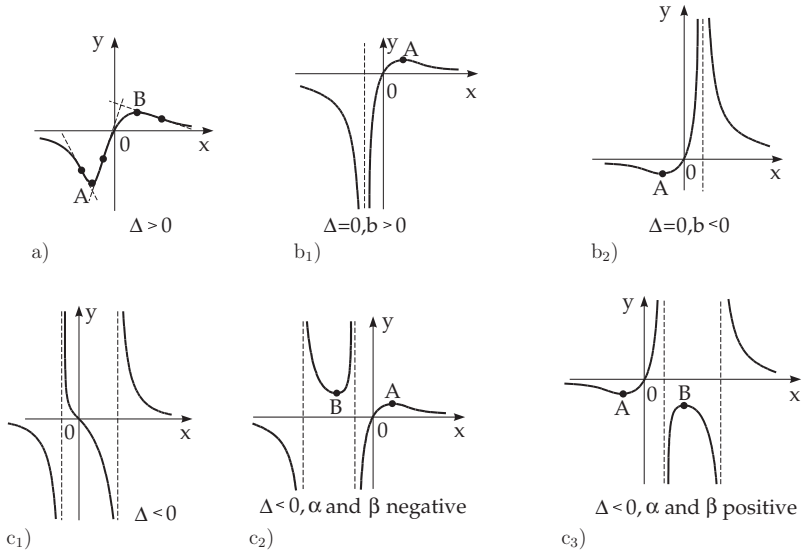 y
B
0
x
A
Δ > 0
a)
y
A
0
x
Δ=0,b > 0
b1)
y
0
x
A
Δ=0,b < 0
b2)
y
0
x
Δ < 0
c1)
y
A
B
0
x
Δ < 0, α and β negative
c2)
y
0
B
x
A
Δ < 0, α and β positive
c3)